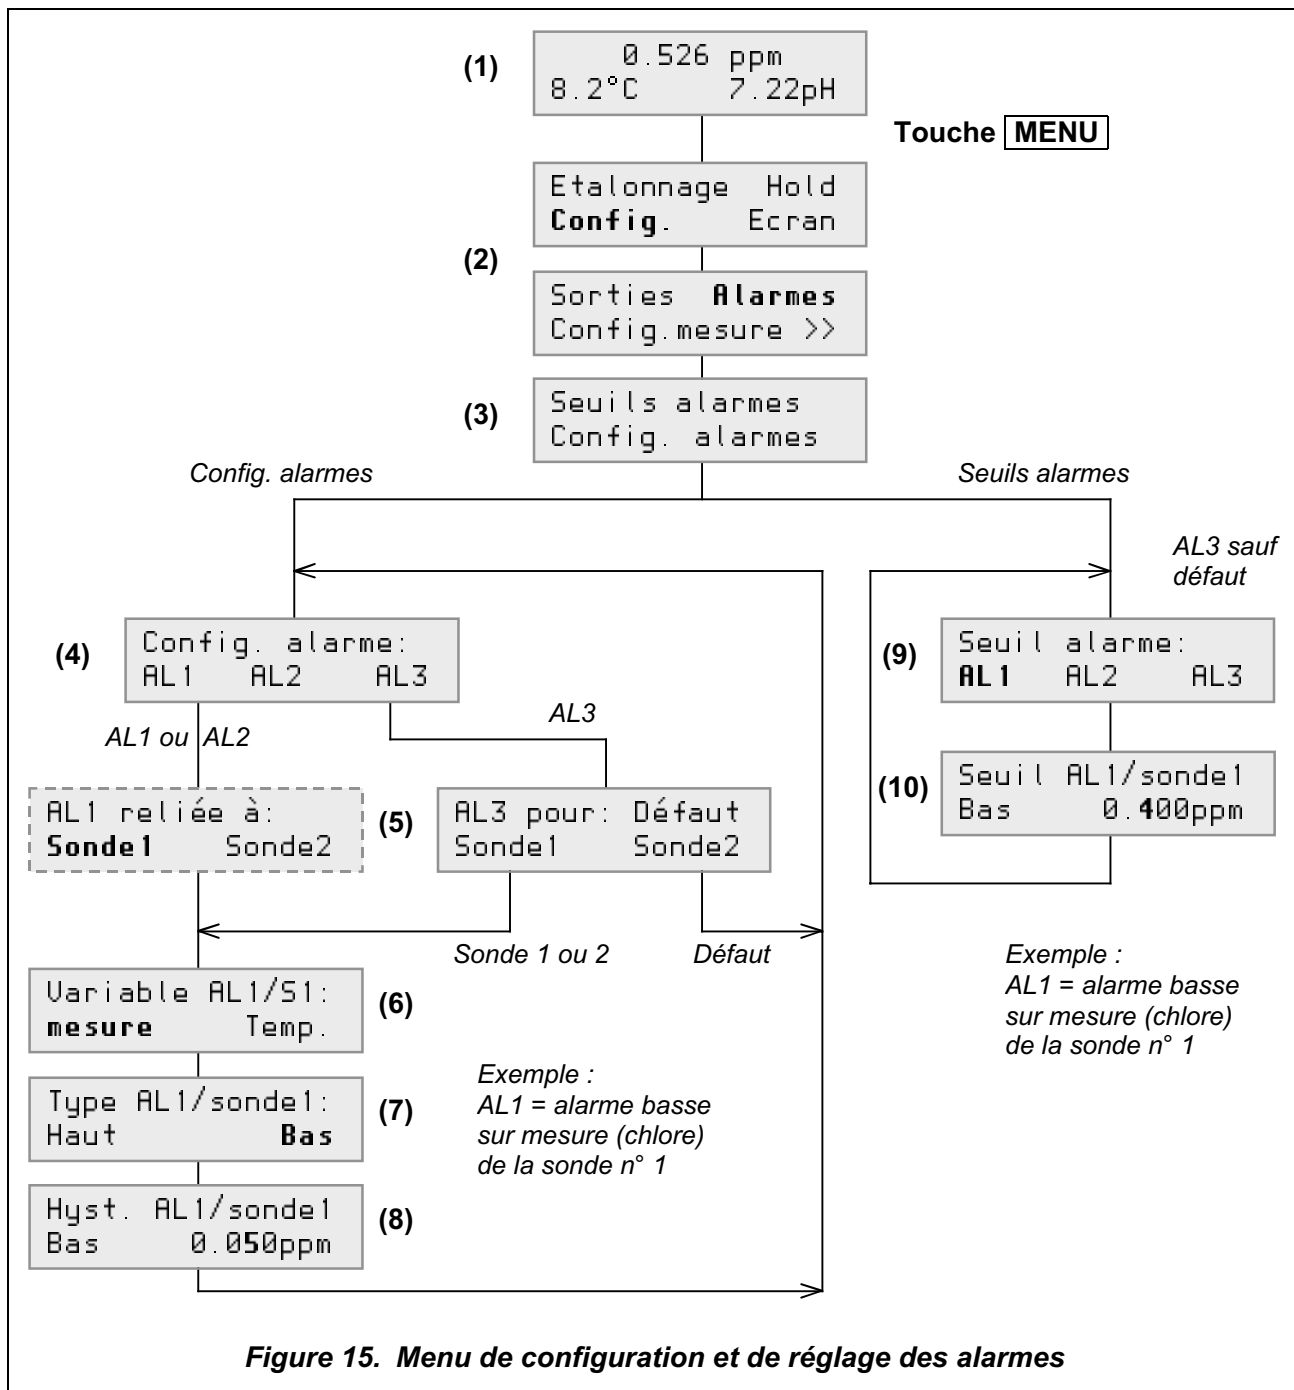 (1)
0.526 ppm
8.2°C 7.22pH
Touche MENU
Etalonnage Hold
Config. Ecran
(2)
Sorties Alarmes
Config.mesure >>
(3)
Seuils alarmes
Config. alarmes
Config. alarmes
Seuils alarmes
AL3 sauf
défaut
(4)
Config. alarme:
AL1 AL2 AL3
(9)
Seuil alarme:
AL1 AL2 AL3
AL1 ou AL2
AL3
AL1 reliée à:
Sonde1 Sonde2
(5)
AL3 pour: Défaut
Sonde1 Sonde2
(10)
Seuil AL1/sonde1
Bas 0.400ppm
Sonde 1 ou 2
Défaut
Variable AL1/S1:
mesure Temp.
(6)
Type AL1/sonde1:
Haut Bas
(7)
Hyst. AL1/sonde1
Bas 0.050ppm
(8)
Exemple :
AL1 = alarme basse
sur mesure (chlore)
de la sonde n° 1
Exemple :
AL1 = alarme basse
sur mesure (chlore)
de la sonde n° 1
Figure 15. Menu de configuration et de réglage des alarmes